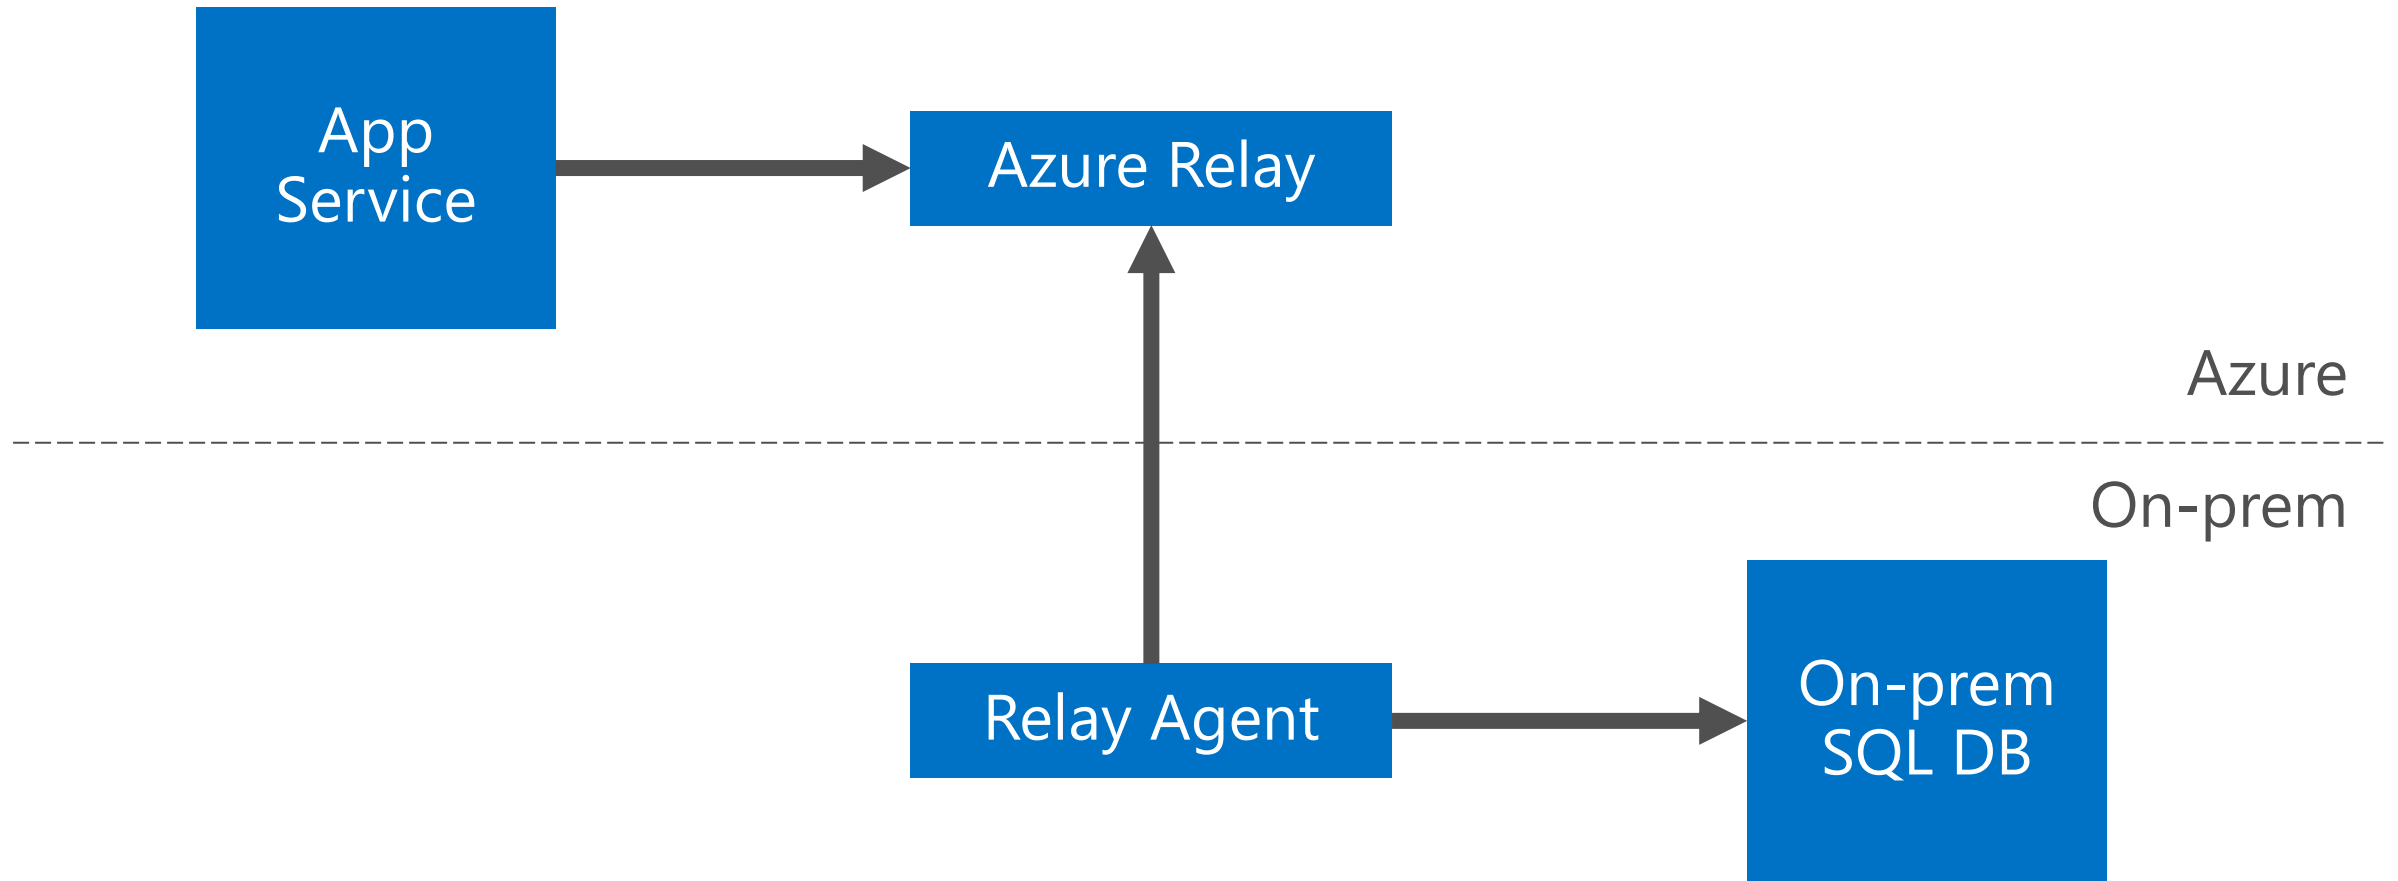 App
Service
Azure Relay
Azure
On-prem
Relay Agent
On-prem
SQL DB